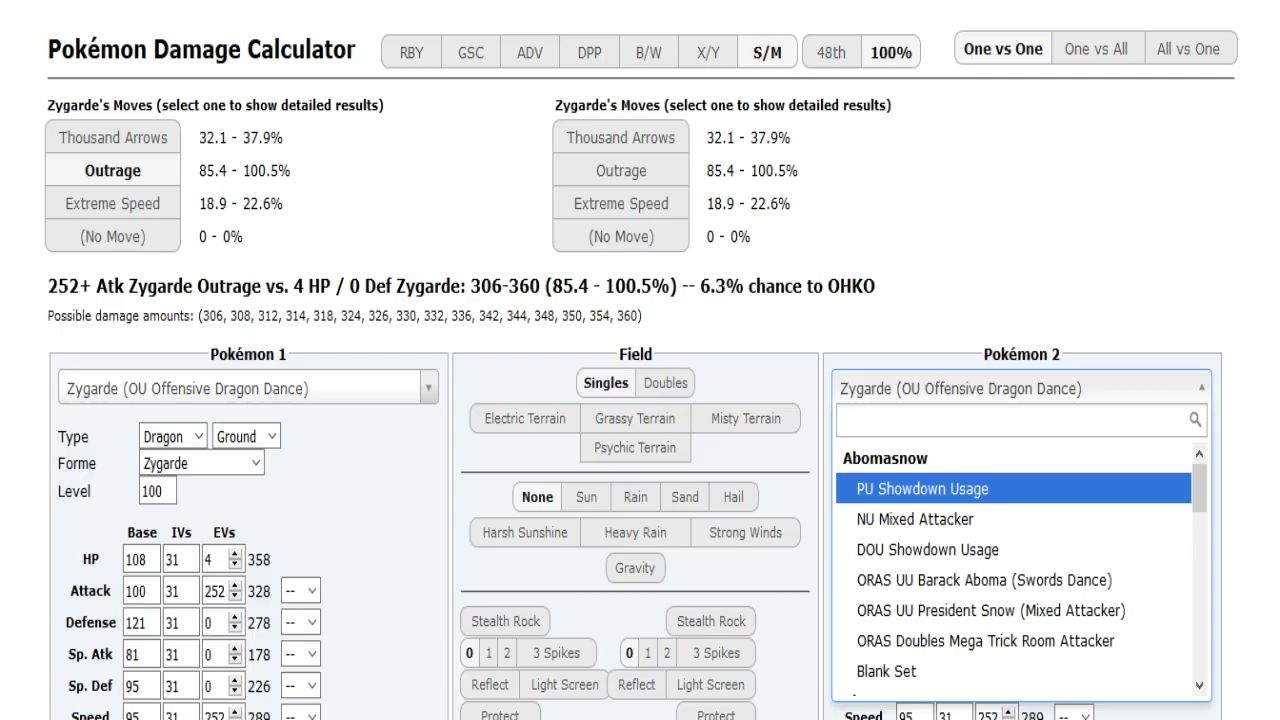 Pokémon Damage Calculator RBY GSC ADV DPP B/W X/Y S/M 48th 100% One vs One One vs All All vs One
Zygarde's Moves (select one to show detailed results) Zygarde's Moves (select one to show detailed results)
Thousand Arrows 32.1 - 37.9% Thousand Arrows 32.1 - 37.9%
Outrage 85.4 - 100.5% Outrage 85.4 - 100.5%
Extreme Speed 18.9 - 22.6% Extreme Speed 18.9 - 22.6%
(No Move) 0 - 0% (No Move) 0 - 0%
252+ Atk Zygarde Outrage vs. 4 HP / 0 Def Zygarde: 306-360 (85.4 - 100.5%) -- 6.3% chance to OHKO
Possible damage amounts: (306, 308, 312, 314, 318, 324, 326, 330, 332, 336, 342, 344, 348, 350, 354, 360)
Pokémon 1
Zygarde (OU Offensive Dragon Dance)
Type Dragon Ground
Forme Zygarde
Level 100
Base IVs EVs
HP 108 31 4 358
Attack 100 31 252 328 --
Defense 121 31 0 278 --
Sp. Atk 81 31 0 178 --
Sp. Def 95 31 0 226 --
Speed 95 31 252 289 --
Field
Singles Doubles
Electric Terrain Grassy Terrain Misty Terrain
Psychic Terrain
None Sun Rain Sand Hail
Harsh Sunshine Heavy Rain Strong Winds
Gravity
Stealth Rock Stealth Rock
0 1 2 3 Spikes 0 1 2 3 Spikes
Reflect Light Screen Reflect Light Screen
Protect Protect
Pokémon 2
Zygarde (OU Offensive Dragon Dance)
Abomasnow
PU Showdown Usage
NU Mixed Attacker
DOU Showdown Usage
ORAS UU Barack Aboma (Swords Dance)
ORAS UU President Snow (Mixed Attacker)
ORAS Doubles Mega Trick Room Attacker
Blank Set
Speed 95 31 252 289 --